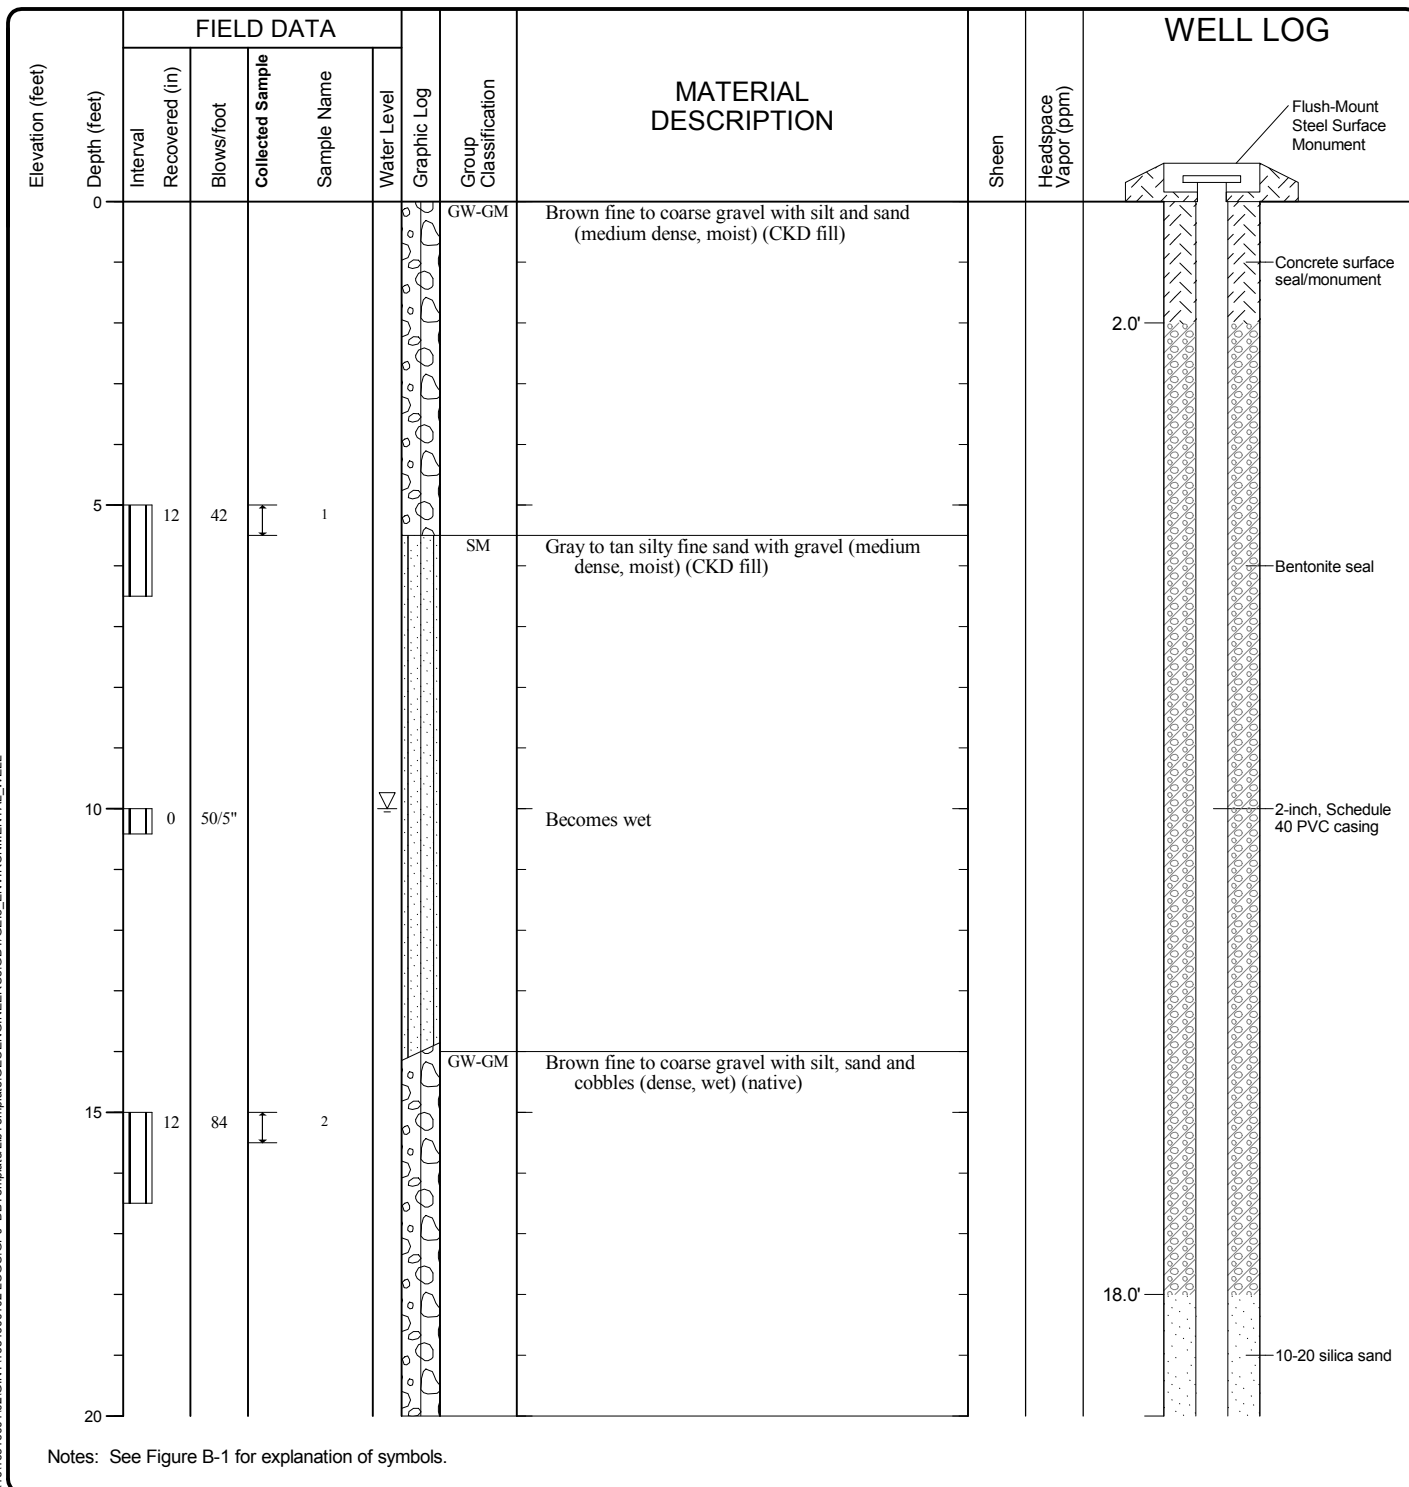 FIELD DATA
WELL LOG
Elevation (feet)
Depth (feet)
Interval
Recovered (in)
Blows/foot
Collected Sample
Sample Name
Water Level
Graphic Log
Group
Classification
MATERIAL
DESCRIPTION
Sheen
Headspace
Vapor (ppm)
Flush-Mount
Steel Surface
Monument
0
GW-GM
Brown fine to coarse gravel with silt and sand
(medium dense, moist) (CKD fill)
Concrete surface
seal/monument
2.0'
5
12
42
1
SM
Gray to tan silty fine sand with gravel (medium
dense, moist) (CKD fill)
Bentonite seal
10
0
50/5"
Becomes wet
2-inch, Schedule
40 PVC casing
GW-GM
Brown fine to coarse gravel with silt, sand and
cobbles (dense, wet) (native)
15
12
84
2
18.0'
10-20 silica sand
20
Notes: See Figure B-1 for explanation of symbols.